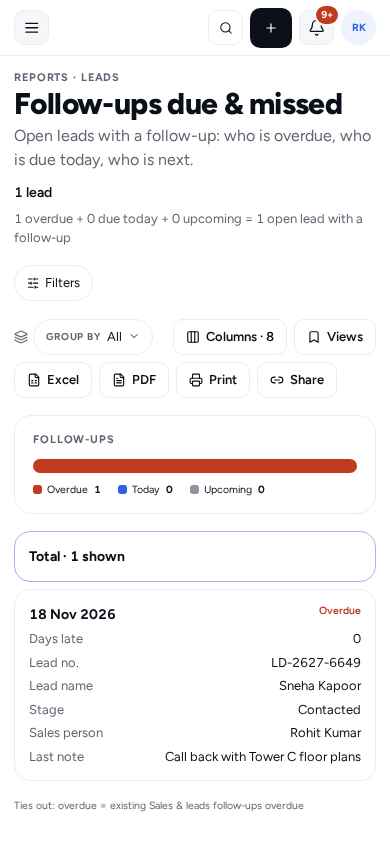 9+
RK
REPORTS · LEADS
Follow-ups due & missed
Open leads with a follow-up: who is overdue, who
is due today, who is next.
1 lead
1 overdue + 0 due today + 0 upcoming = 1 open lead with a
follow-up
Filters
GROUP BY All
Columns · 8
Views
Excel
PDF
Print
Share
FOLLOW-UPS
Overdue 1 Today 0 Upcoming 0
Total · 1 shown
18 Nov 2026 Overdue
Days late 0
Lead no. LD-2627-6649
Lead name Sneha Kapoor
Stage Contacted
Sales person Rohit Kumar
Last note Call back with Tower C floor plans
Ties out: overdue = existing Sales & leads follow-ups overdue